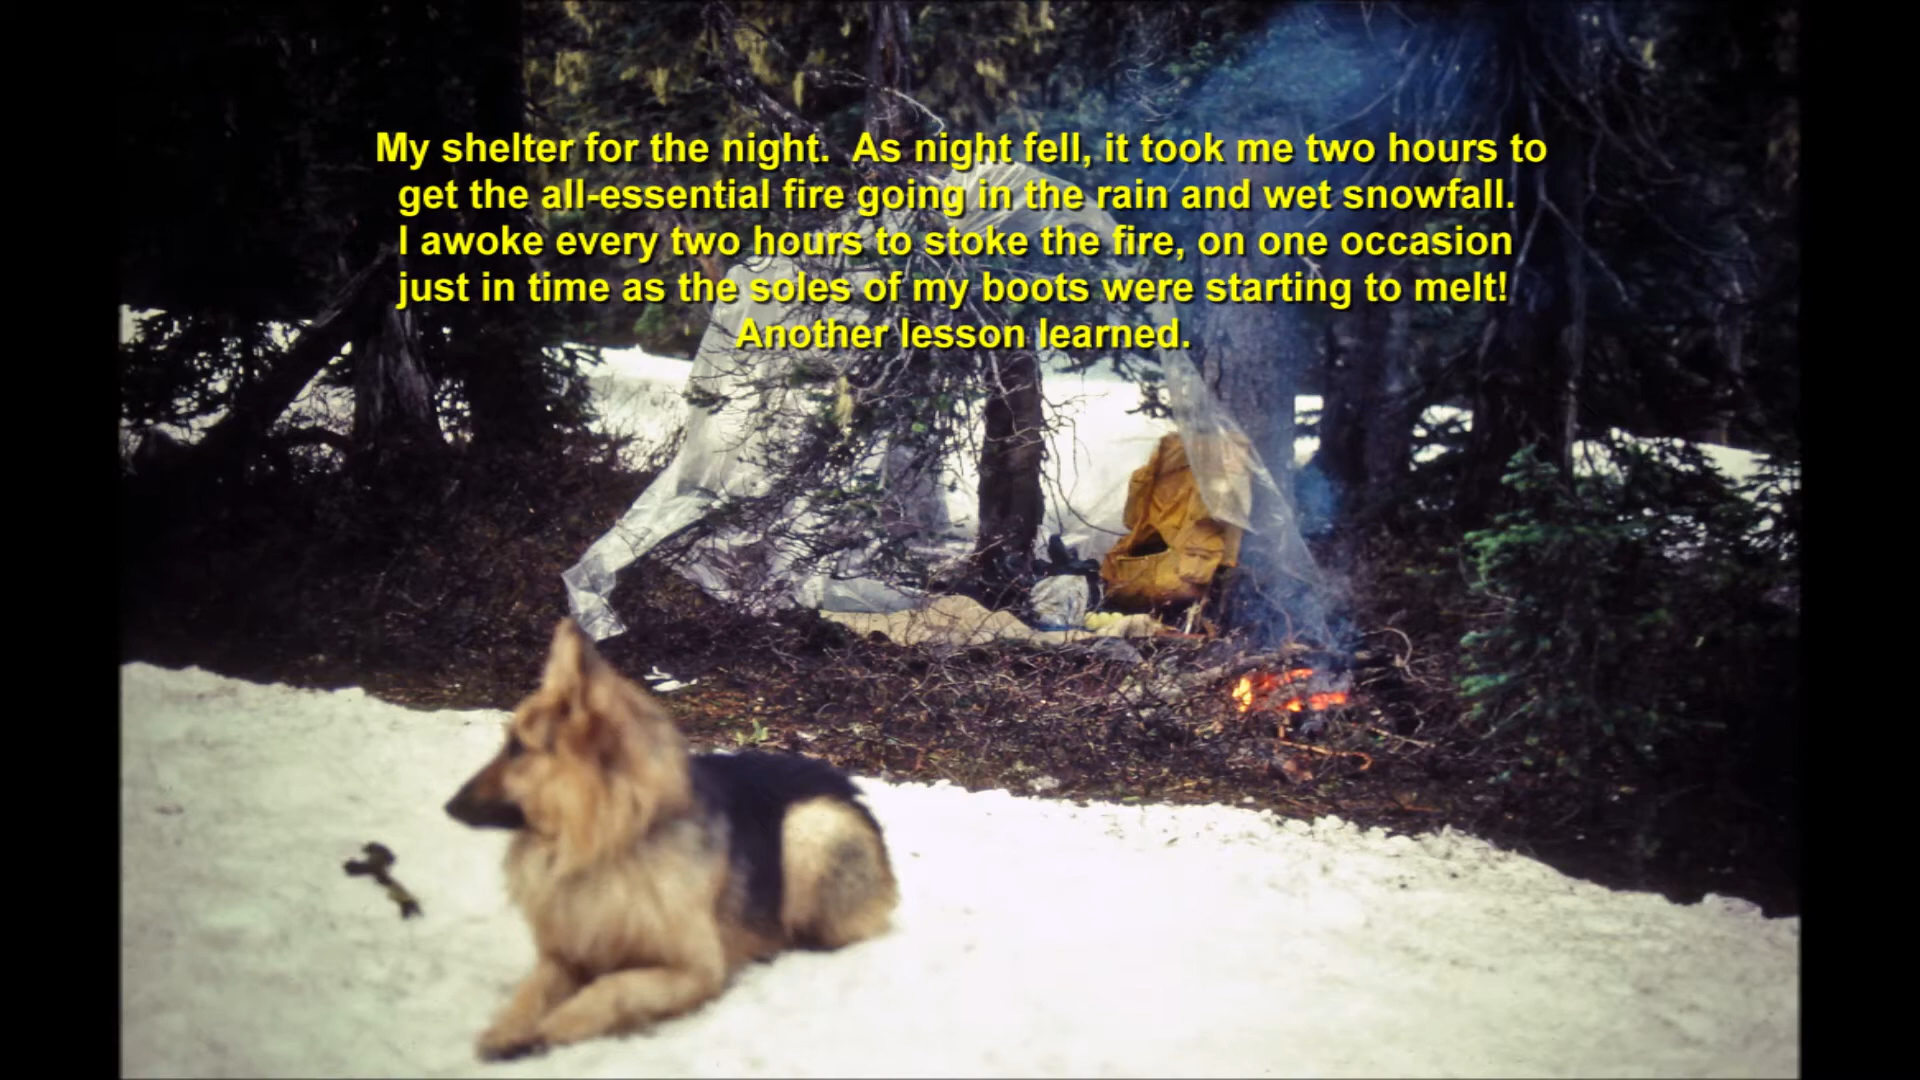 My shelter for the night.  As night fell, it took me two hours to
get the all-essential fire going in the rain and wet snowfall.
I awoke every two hours to stoke the fire, on one occasion
just in time as the soles of my boots were starting to melt!
Another lesson learned.